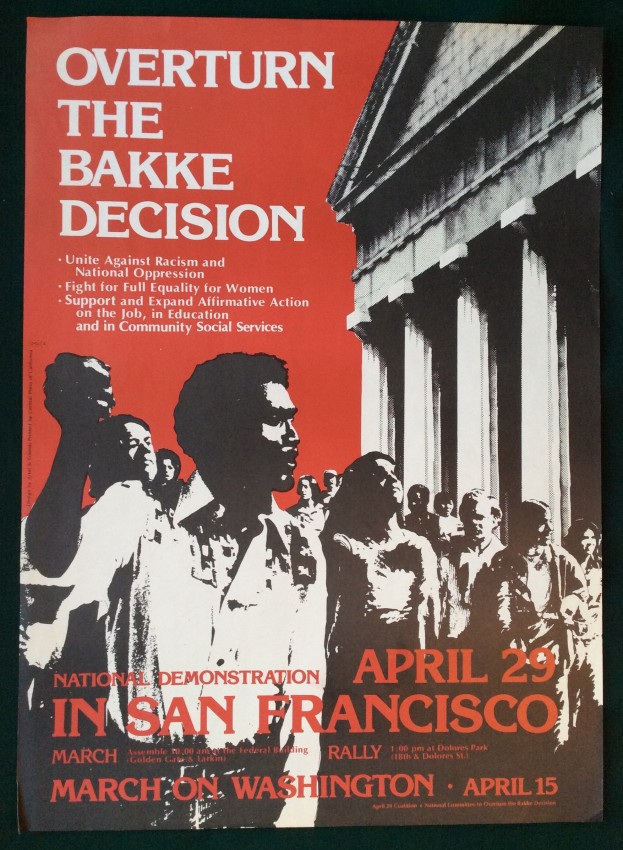 OVERTURN
THE
BAKKE
DECISION
· Unite Against Racism and
National Oppression
· Fight for Full Equality for Women
· Support and Expand Affirmative Action
on the Job, in Education
and in Community Social Services
NATIONAL DEMONSTRATION APRIL 29
IN SAN FRANCISCO
MARCH Assemble 10:00 am at the Federal Building
(Golden Gate & Larkin)
RALLY 1:00 pm at Dolores Park
(18th & Dolores St.)
MARCH ON WASHINGTON · APRIL 15
April 29 Coalition • National Committee to Overturn the Bakke Decision